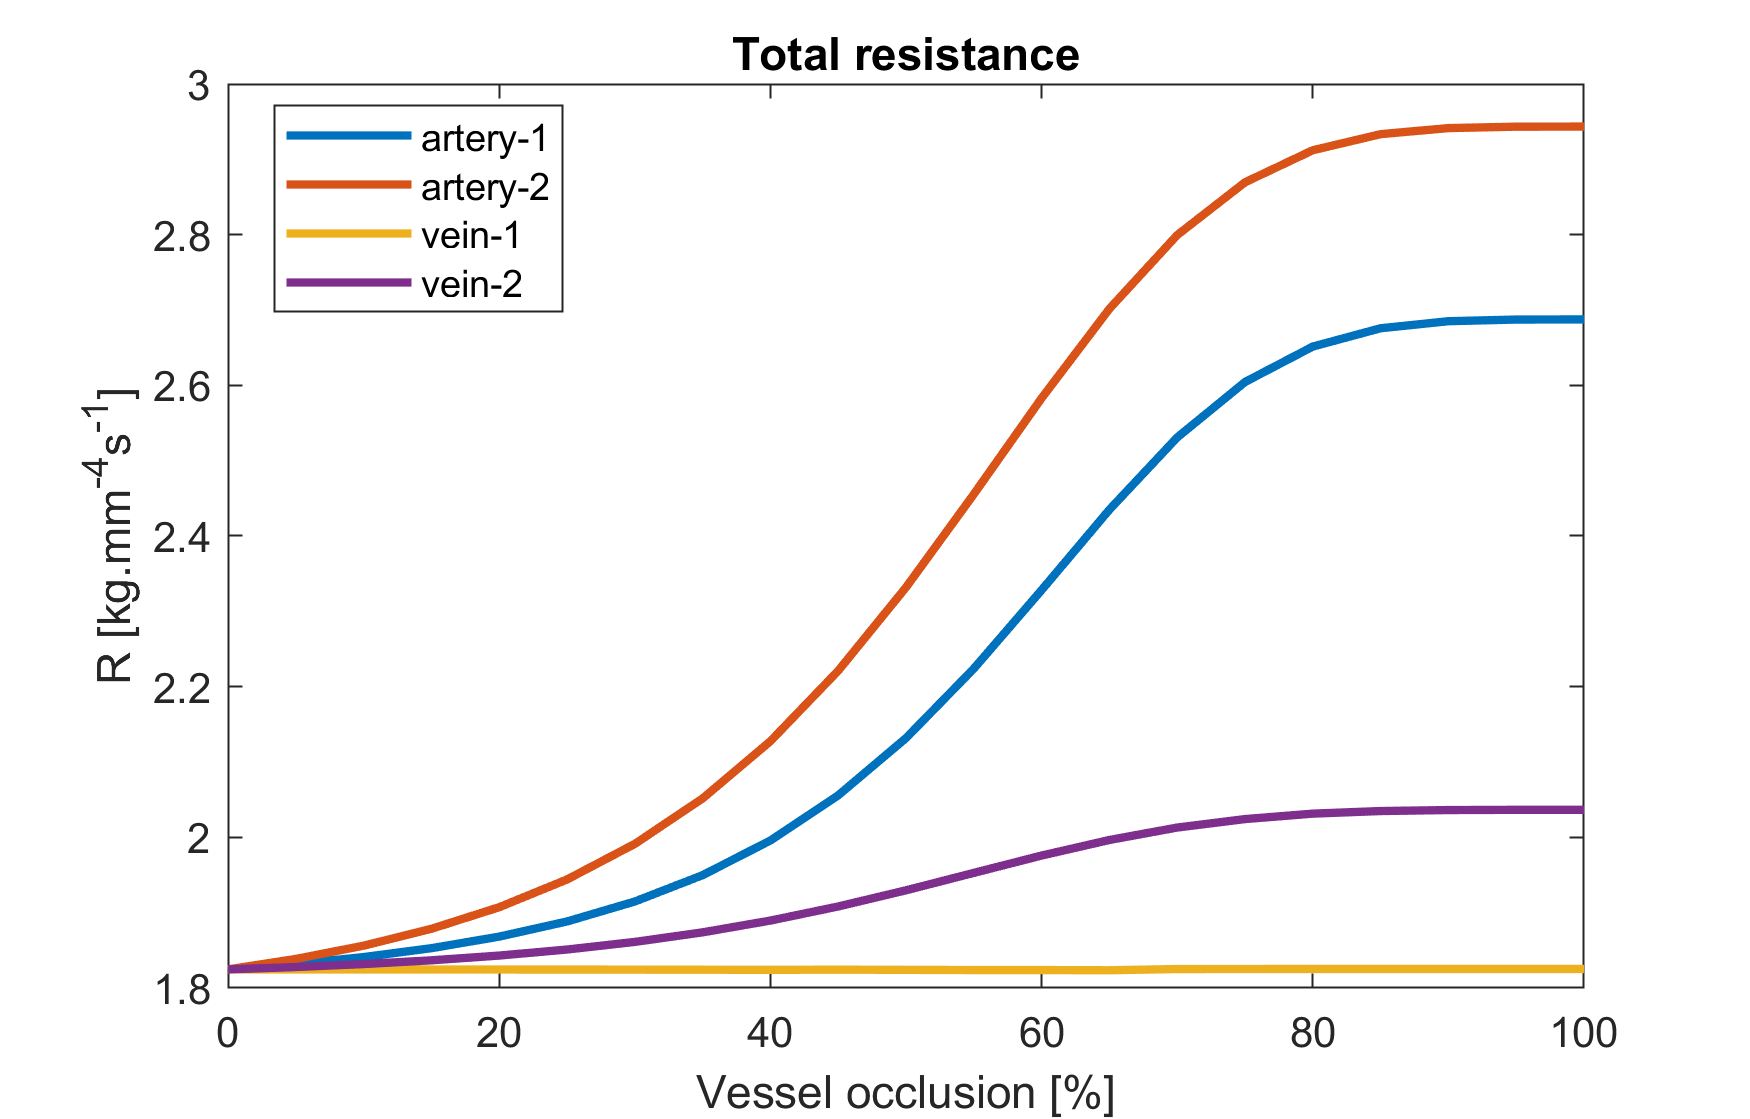 Total resistance
3
2.8
2.6
2.4
2.2
2
1.8
R [kg.mm⁻⁴s⁻¹]
artery-1
artery-2
vein-1
vein-2
0 20 40 60 80 100
Vessel occlusion [%]